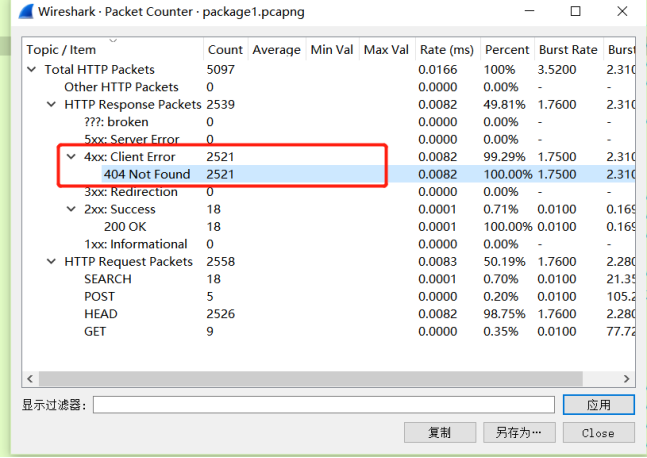 Wireshark · Packet Counter · package1.pcapng
Topic / Item Count Average Min Val Max Val Rate (ms) Percent Burst Rate Burst
Total HTTP Packets 5097 0.0166 100% 3.5200 2.310
Other HTTP Packets 0 0.0000 0.00% - -
HTTP Response Packets 2539 0.0082 49.81% 1.7600 2.310
???: broken 0 0.0000 0.00% - -
5xx: Server Error 0 0.0000 0.00% - -
4xx: Client Error 2521 0.0082 99.29% 1.7500 2.310
404 Not Found 2521 0.0082 100.00% 1.7500 2.310
3xx: Redirection 0 0.0000 0.00% - -
2xx: Success 18 0.0001 0.71% 0.0100 0.169
200 OK 18 0.0001 100.00% 0.0100 0.169
1xx: Informational 0 0.0000 0.00% - -
HTTP Request Packets 2558 0.0083 50.19% 1.7600 2.280
SEARCH 18 0.0001 0.70% 0.0100 21.35
POST 5 0.0000 0.20% 0.0100 105.2
HEAD 2526 0.0082 98.75% 1.7600 2.280
GET 9 0.0000 0.35% 0.0100 77.72
显示过滤器: 应用
复制 另存为… Close